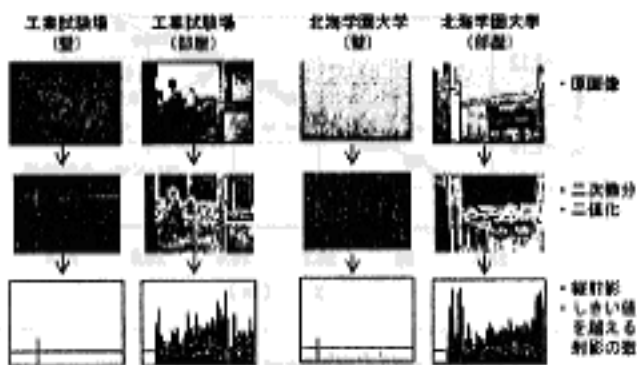 工業試験場
(壁)
工業試験場
(部屋)
北海学園大学
(壁)
北海学園大学
(部屋)
・原画像
・二次微分
・二値化
・縦射影
・しきい値
を越える
射影の数